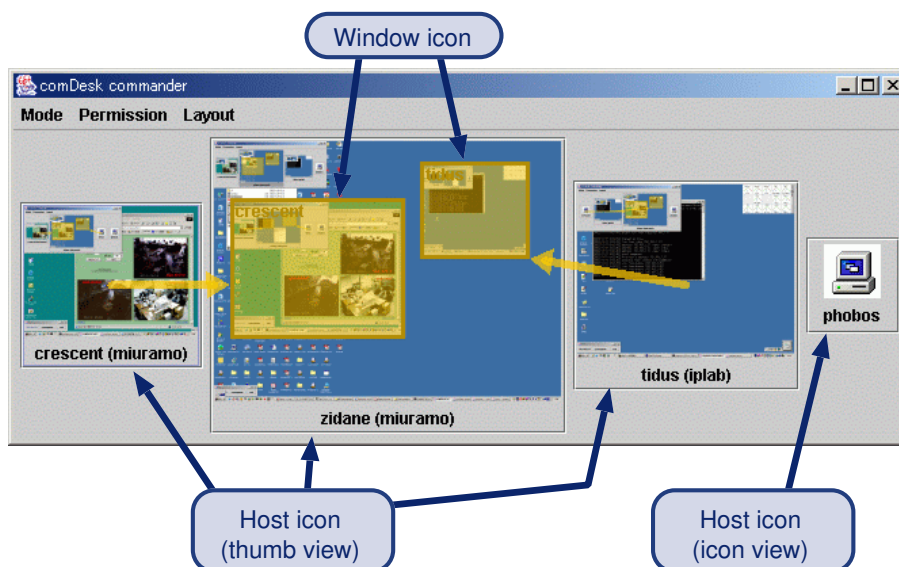 Window icon
comDesk commander
Mode Permission Layout
crescent
tidus
crescent (miuramo)
zidane (miuramo)
tidus (iplab)
phobos
Host icon
(thumb view)
Host icon
(icon view)